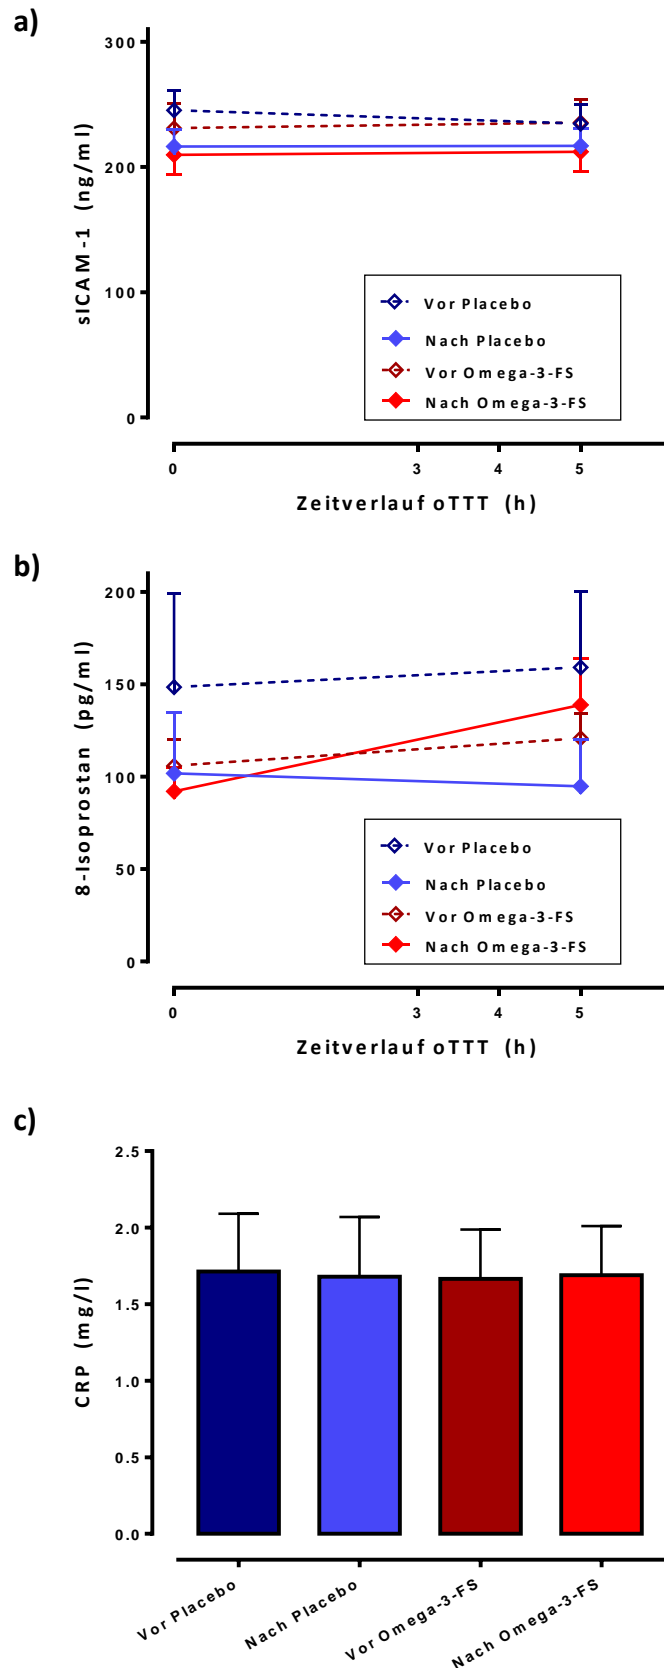 a)
300
200
100
0
sICAM-1 (ng/ml)
Vor Placebo
Nach Placebo
Vor Omega-3-FS
Nach Omega-3-FS
0 3 4 5
Zeitverlauf oTTT (h)
b)
200
150
100
50
0
8-Isoprostan (pg/ml)
Vor Placebo
Nach Placebo
Vor Omega-3-FS
Nach Omega-3-FS
0 3 4 5
Zeitverlauf oTTT (h)
c)
2.5
2.0
1.5
1.0
0.5
0.0
CRP (mg/l)
Vor Placebo
Nach Placebo
Vor Omega-3-FS
Nach Omega-3-FS